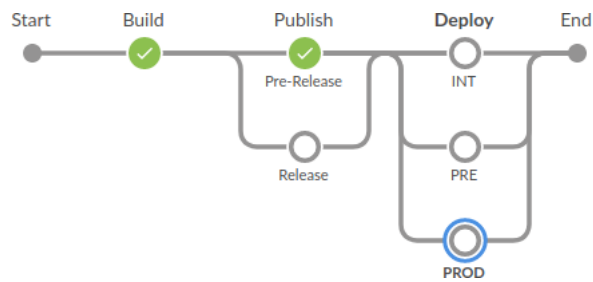 Start Build Publish Deploy End
Pre-Release INT
Release PRE
PROD